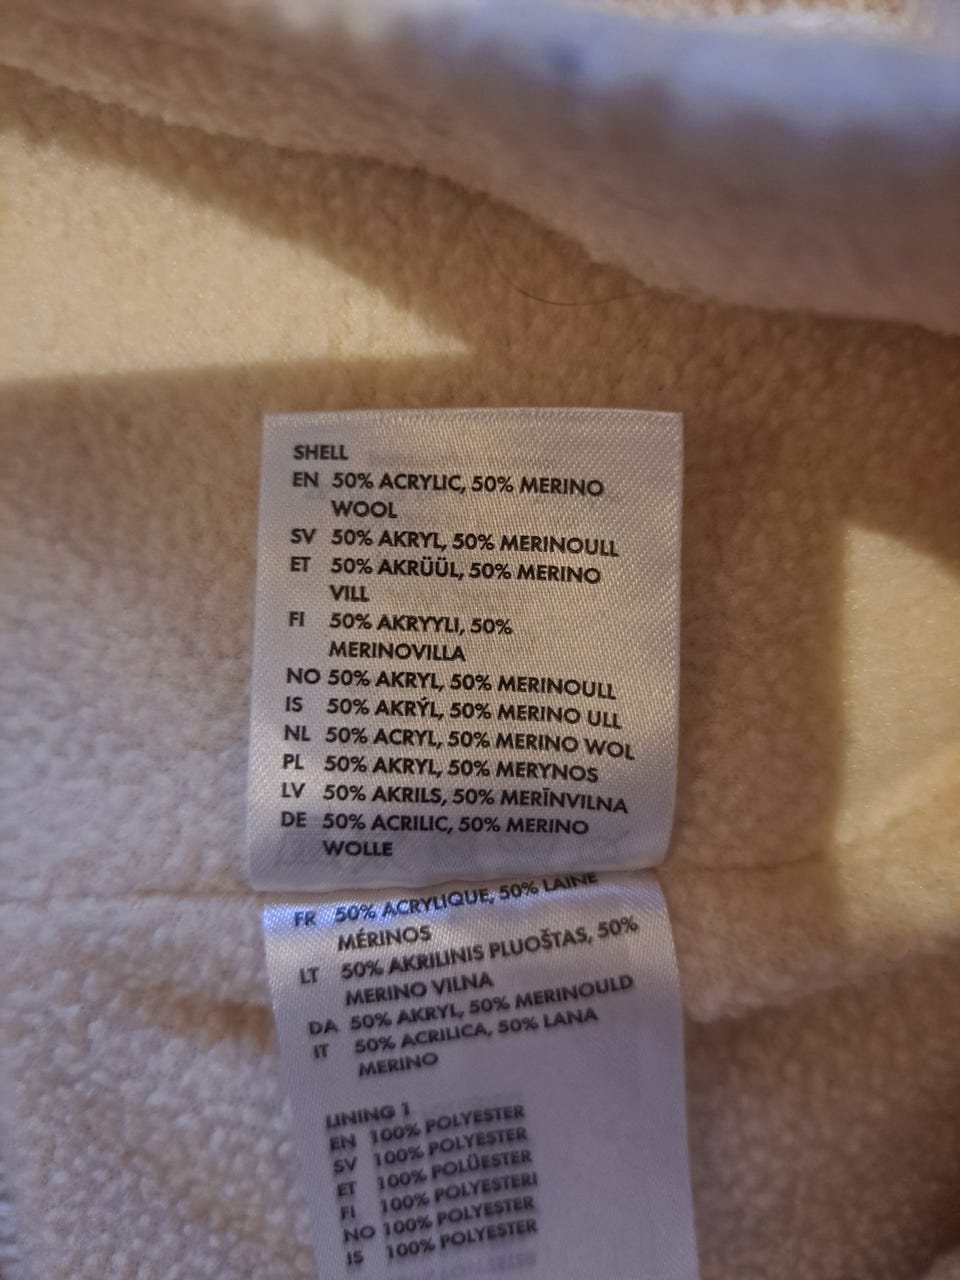 SHELL
EN 50% ACRYLIC, 50% MERINO
WOOL
SV 50% AKRYL, 50% MERINOULL
ET 50% AKRÜÜL, 50% MERINO
VILL
FI 50% AKRYYLI, 50%
MERINOVILLA
NO 50% AKRYL, 50% MERINOULL
IS 50% AKRÝL, 50% MERINO ULL
NL 50% ACRYL, 50% MERINO WOL
PL 50% AKRYL, 50% MERYNOS
LV 50% AKRILS, 50% MERĪNVILNA
DE 50% ACRILIC, 50% MERINO
WOLLE
FR 50% ACRYLIQUE, 50% LAINE
MÉRINOS
LT 50% AKRILINIS PLUOŠTAS, 50%
MERINO VILNA
DA 50% AKRYL, 50% MERINOULD
IT 50% ACRILICA, 50% LANA
MERINO
LINING 1
EN 100% POLYESTER
SV 100% POLYESTER
ET 100% POLÜESTER
FI 100% POLYESTERI
NO 100% POLYESTER
IS 100% POLYESTER